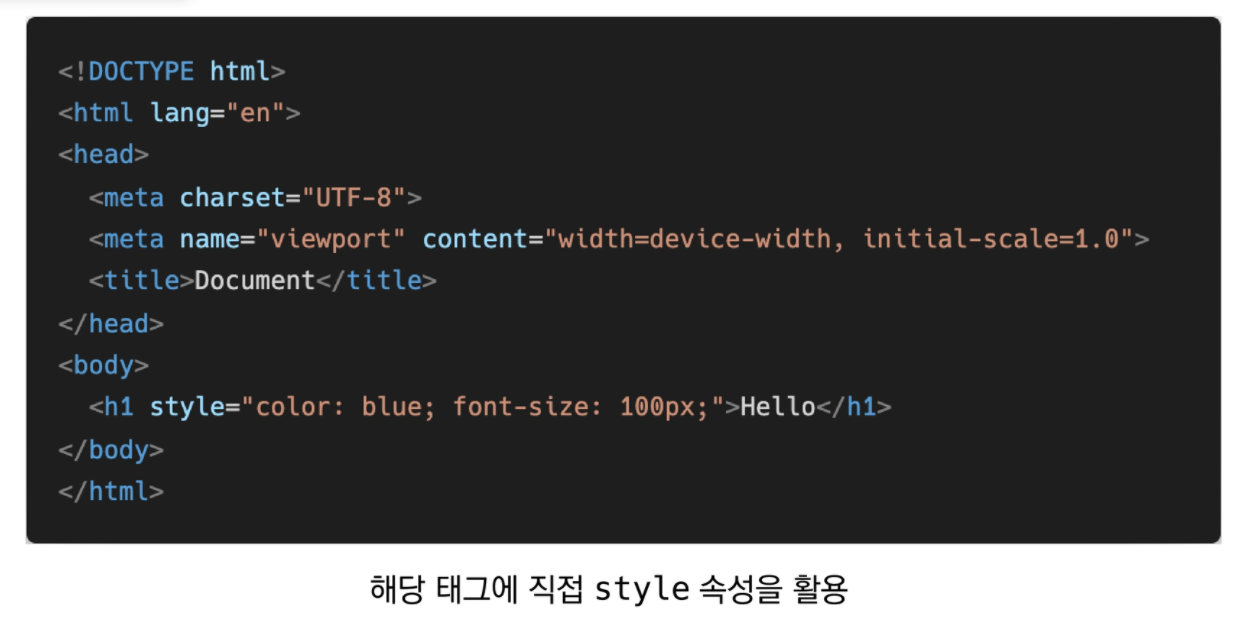 <!DOCTYPE html>
<html lang="en">
<head>
  <meta charset="UTF-8">
  <meta name="viewport" content="width=device-width, initial-scale=1.0">
  <title>Document</title>
</head>
<body>
  <h1 style="color: blue; font-size: 100px;">Hello</h1>
</body>
</html>
해당 태그에 직접 style 속성을 활용